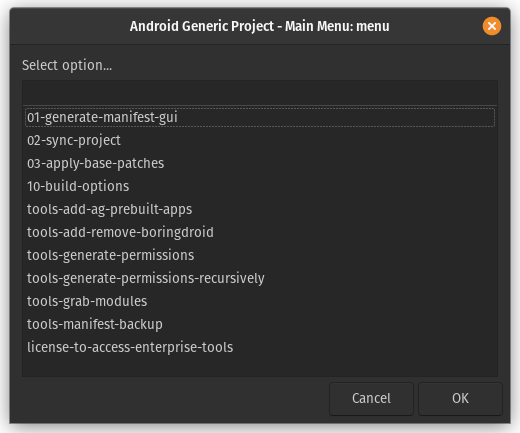 Android Generic Project - Main Menu: menu
Select option...
01-generate-manifest-gui
02-sync-project
03-apply-base-patches
10-build-options
tools-add-ag-prebuilt-apps
tools-add-remove-boringdroid
tools-generate-permissions
tools-generate-permissions-recursively
tools-grab-modules
tools-manifest-backup
license-to-access-enterprise-tools
Cancel OK